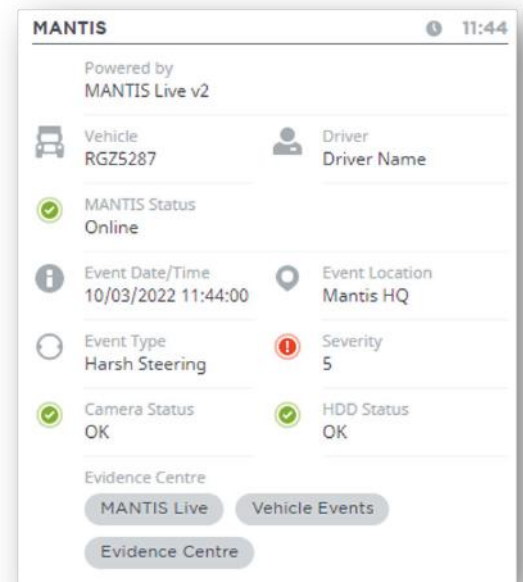 MANTIS 11:44
Powered by
MANTIS Live v2
Vehicle Driver
RGZ5287 Driver Name
MANTIS Status
Online
Event Date/Time Event Location
10/03/2022 11:44:00 Mantis HQ
Event Type Severity
Harsh Steering 5
Camera Status HDD Status
OK OK
Evidence Centre
MANTIS Live Vehicle Events
Evidence Centre